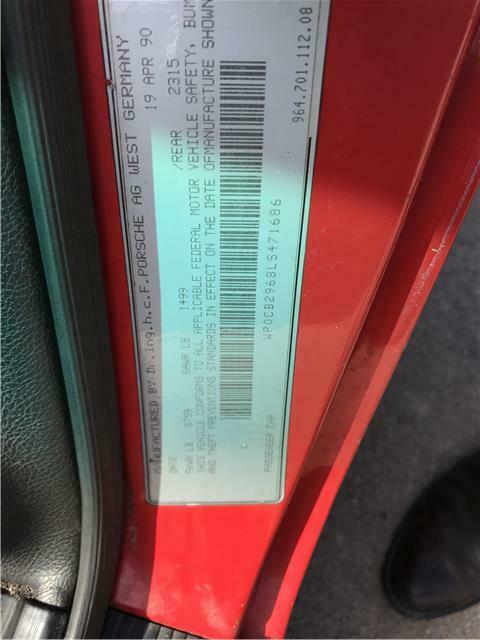 MANUFACTURED BY Dr.Ing.h.c.F.PORSCHE AG WEST GERMANY
DATE 19 APR 90
GVWR LB 3759 GAWR LB 1499 /REAR 2315
THIS VEHICLE CONFORMS TO ALL APPLICABLE FEDERAL MOTOR VEHICLE SAFETY, BUM
AND THEFT PREVENTIONS STANDARDS IN EFFECT ON THE DATE OFMANUFACTURE SHOWN
WP0CB2968LS471686
PASSENGER CAR
964.701.112.08